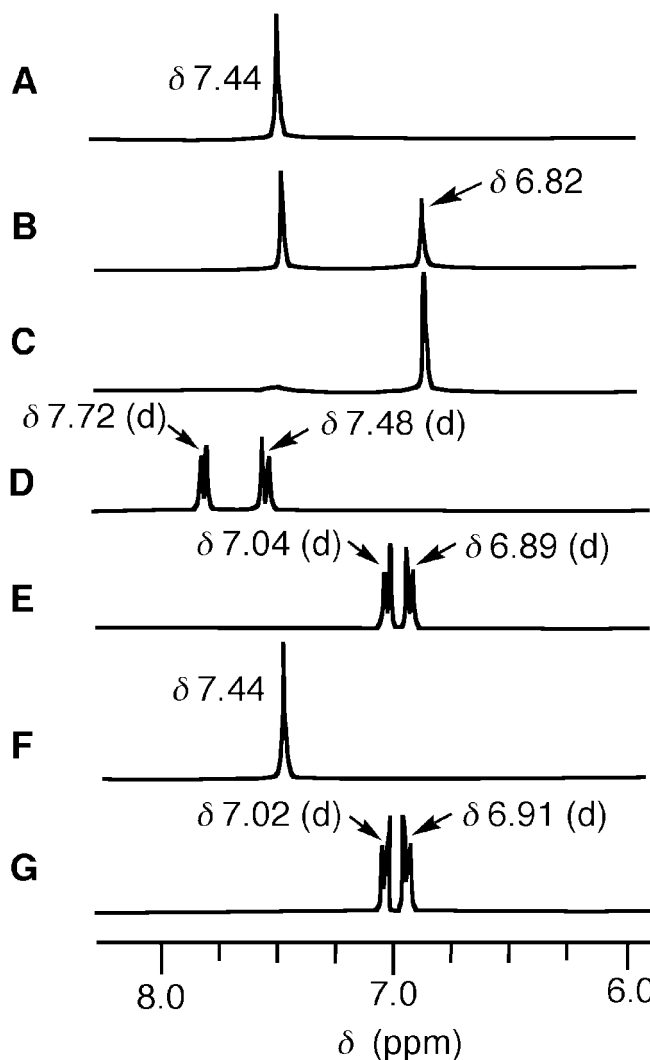 A
δ 7.44
B
δ 6.82
C
δ 7.72 (d)
δ 7.48 (d)
D
δ 7.04 (d)
δ 6.89 (d)
E
δ 7.44
F
δ 7.02 (d)
δ 6.91 (d)
G
8.0 7.0 6.0
δ (ppm)